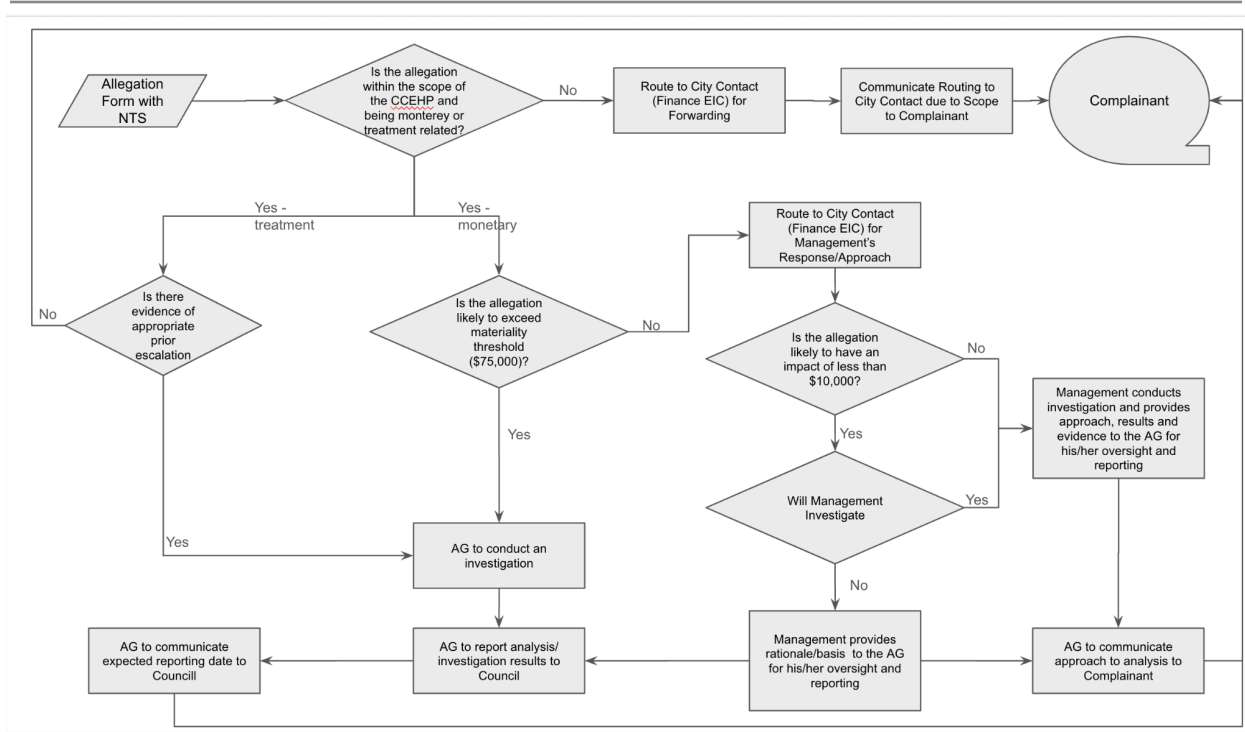 Allegation
Form with
NTS
Is the allegation
within the scope of
the CCEHP and
being monterey or
treatment related?
No
Route to City Contact
(Finance EIC) for
Forwarding
Communicate Routing to
City Contact due to Scope
to Complainant
Complainant
Yes -
treatment
Yes -
monetary
Route to City Contact
(Finance EIC) for
Management's
Response/Approach
No
Is there
evidence of
appropriate
prior
escalation
Is the allegation
likely to exceed
materiality
threshold
($75,000)?
No
Is the allegation
likely to have an
impact of less than
$10,000?
No
Management conducts
investigation and provides
approach, results and
evidence to the AG for
his/her oversight and
reporting
Yes
Yes
Will Management
Investigate
Yes
Yes
AG to conduct an
investigation
No
AG to communicate
expected reporting date to
Councill
AG to report analysis/
investigation results to
Council
Management provides
rationale/basis to the AG
for his/her oversight and
reporting
AG to communicate
approach to analysis to
Complainant